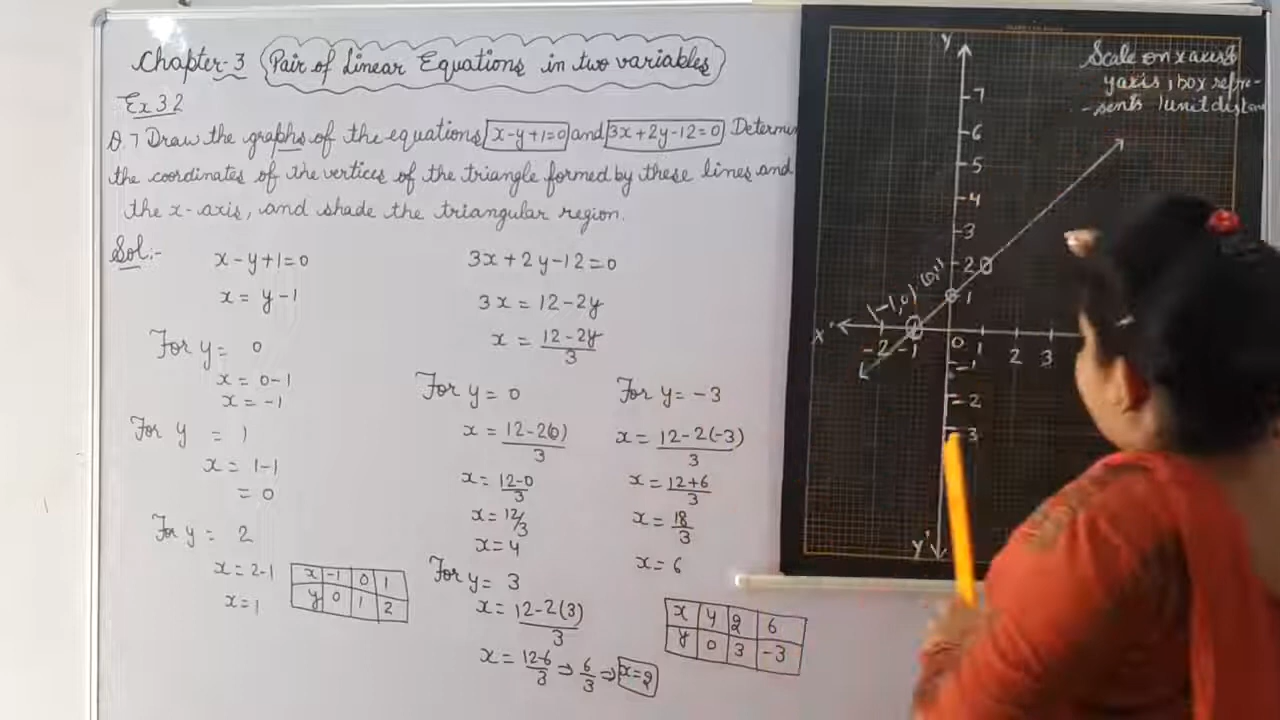 Chapter-3 Pair of Linear Equations in two variables
Ex 3.2
Q.7 Draw the graphs of the equations x-y+1=0 and 3x+2y-12=0 Determin
the coordinates of the vertices of the triangle formed by these lines and
the x-axis, and shade the triangular region.
Sol:-
x-y+1=0
x = y-1
For y = 0
x = 0-1
x = -1
For y = 1
x = 1-1
= 0
For y = 2
x = 2-1
x = 1
x -1 0 1
y 0 1 2
3x+2y-12=0
3x = 12-2y
x = 12-2y/3
For y = 0
x = 12-2(0)/3
x = 12-0/3
x = 12/3
x = 4
For y = 3
x = 12-2(3)/3
x = 12-6/3 ⇒ 6/3 ⇒ x=2
For y = -3
x = 12-2(-3)/3
x = 12+6/3
x = 18/3
x = 6
x 4 2 6
y 0 3 -3
Scale on x axis &
y axis, 1 box repre-
-sents 1 unit distan
Y
7
6
5
4
3
2
1
(-1,0)
X' -2 -1 0 1 2 3
-1
-2
-3
Y'